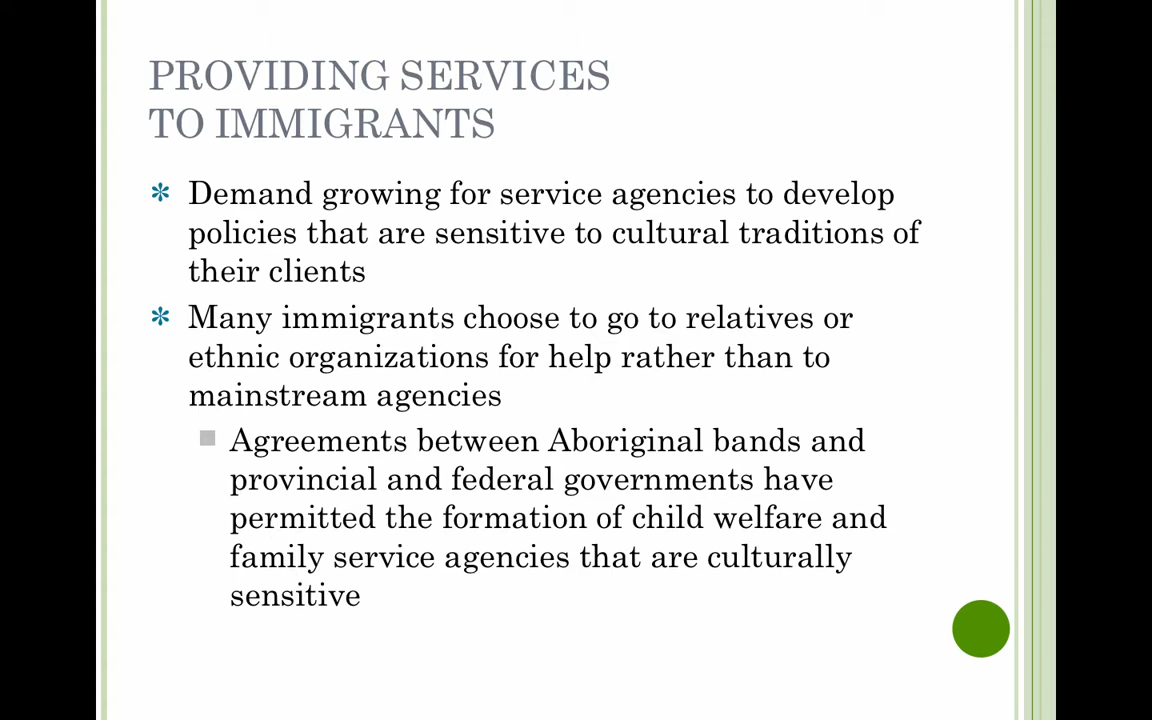 PROVIDING SERVICES
TO IMMIGRANTS
Demand growing for service agencies to develop
policies that are sensitive to cultural traditions of
their clients
Many immigrants choose to go to relatives or
ethnic organizations for help rather than to
mainstream agencies
Agreements between Aboriginal bands and
provincial and federal governments have
permitted the formation of child welfare and
family service agencies that are culturally
sensitive